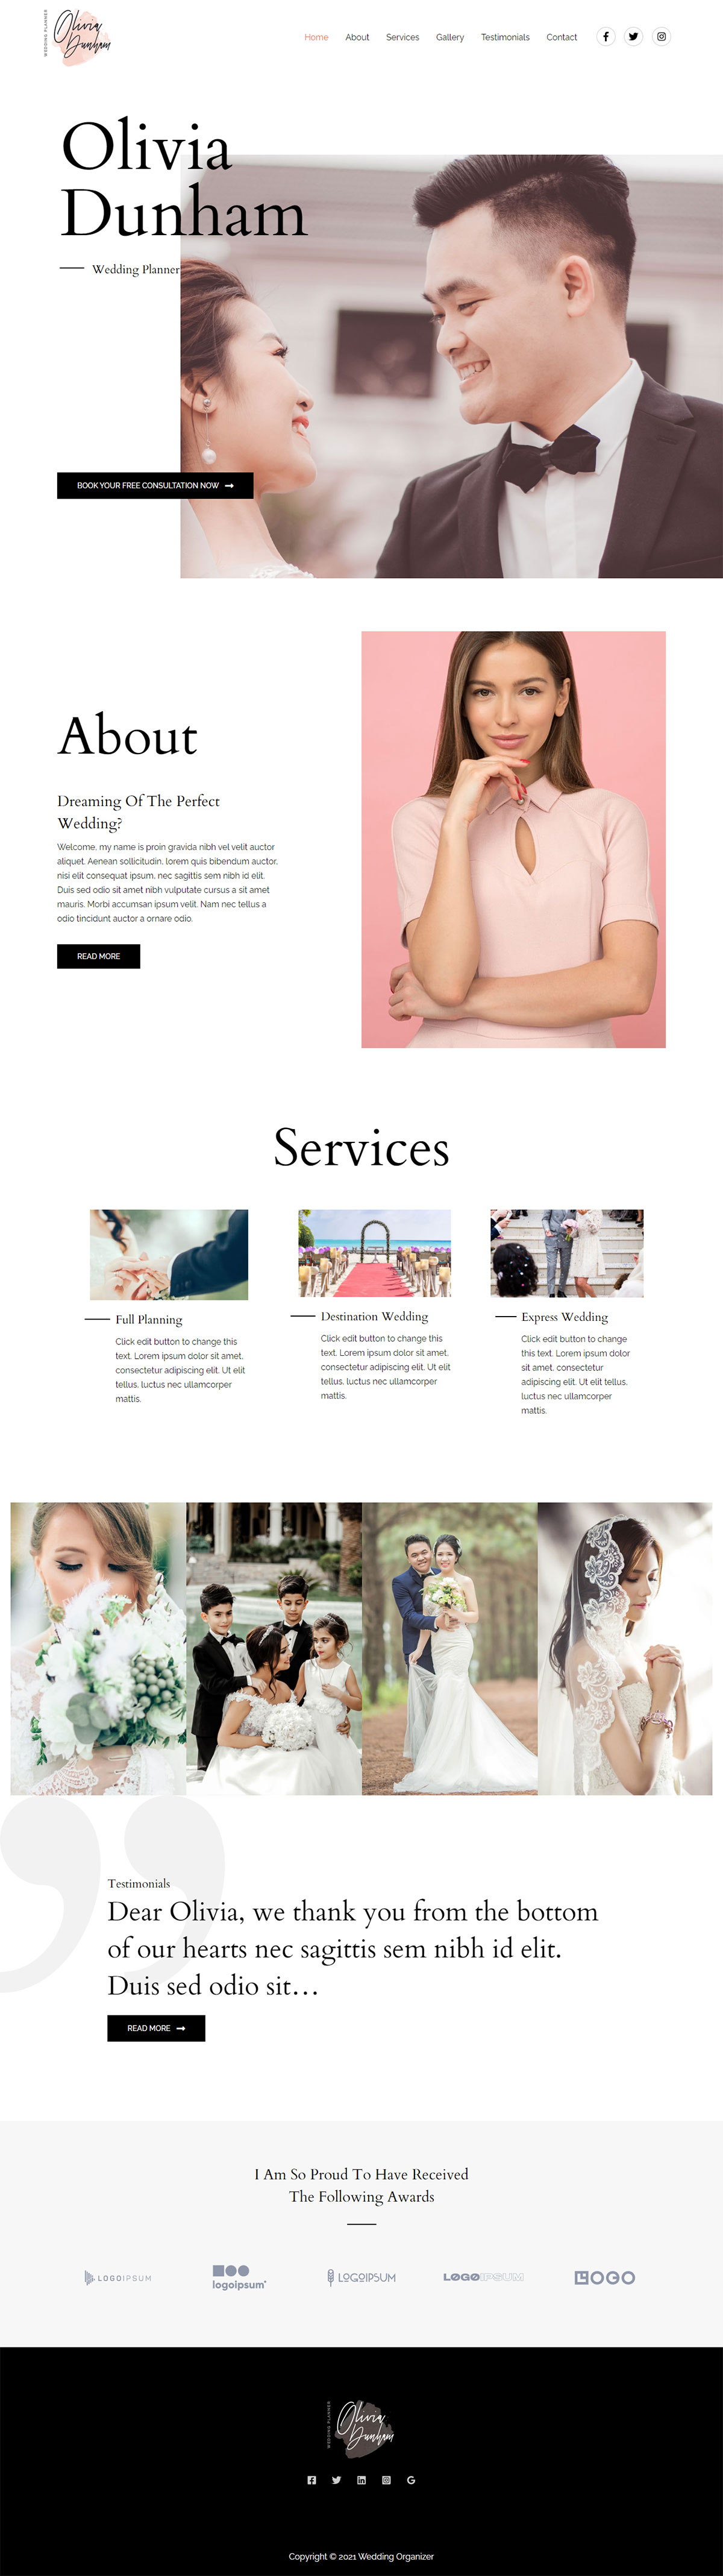 WEDDING PLANNER
Olivia
Dunham
Home About Services Gallery Testimonials Contact
Olivia
Dunham
Wedding Planner
BOOK YOUR FREE CONSULTATION NOW
About
Dreaming Of The Perfect
Wedding?
Welcome, my name is proin gravida nibh vel velit auctor
aliquet. Aenean sollicitudin, lorem quis bibendum auctor,
nisi elit consequat ipsum, nec sagittis sem nibh id elit.
Duis sed odio sit amet nibh vulputate cursus a sit amet
mauris. Morbi accumsan ipsum velit. Nam nec tellus a
odio tincidunt auctor a ornare odio.
READ MORE
Services
Full Planning
Click edit button to change this
text. Lorem ipsum dolor sit amet,
consectetur adipiscing elit. Ut elit
tellus, luctus nec ullamcorper
mattis.
Destination Wedding
Click edit button to change this
text. Lorem ipsum dolor sit amet,
consectetur adipiscing elit. Ut elit
tellus, luctus nec ullamcorper
mattis.
Express Wedding
Click edit button to change
this text. Lorem ipsum dolor
sit amet, consectetur
adipiscing elit. Ut elit tellus,
luctus nec ullamcorper
mattis.
Testimonials
Dear Olivia, we thank you from the bottom
of our hearts nec sagittis sem nibh id elit.
Duis sed odio sit…
READ MORE
I Am So Proud To Have Received
The Following Awards
LOGOIPSUM
logoipsum
LOGOIPSUM
LOGOIPSUM
LOGO
WEDDING PLANNER
Olivia
Dunham
Copyright © 2021 Wedding Organizer